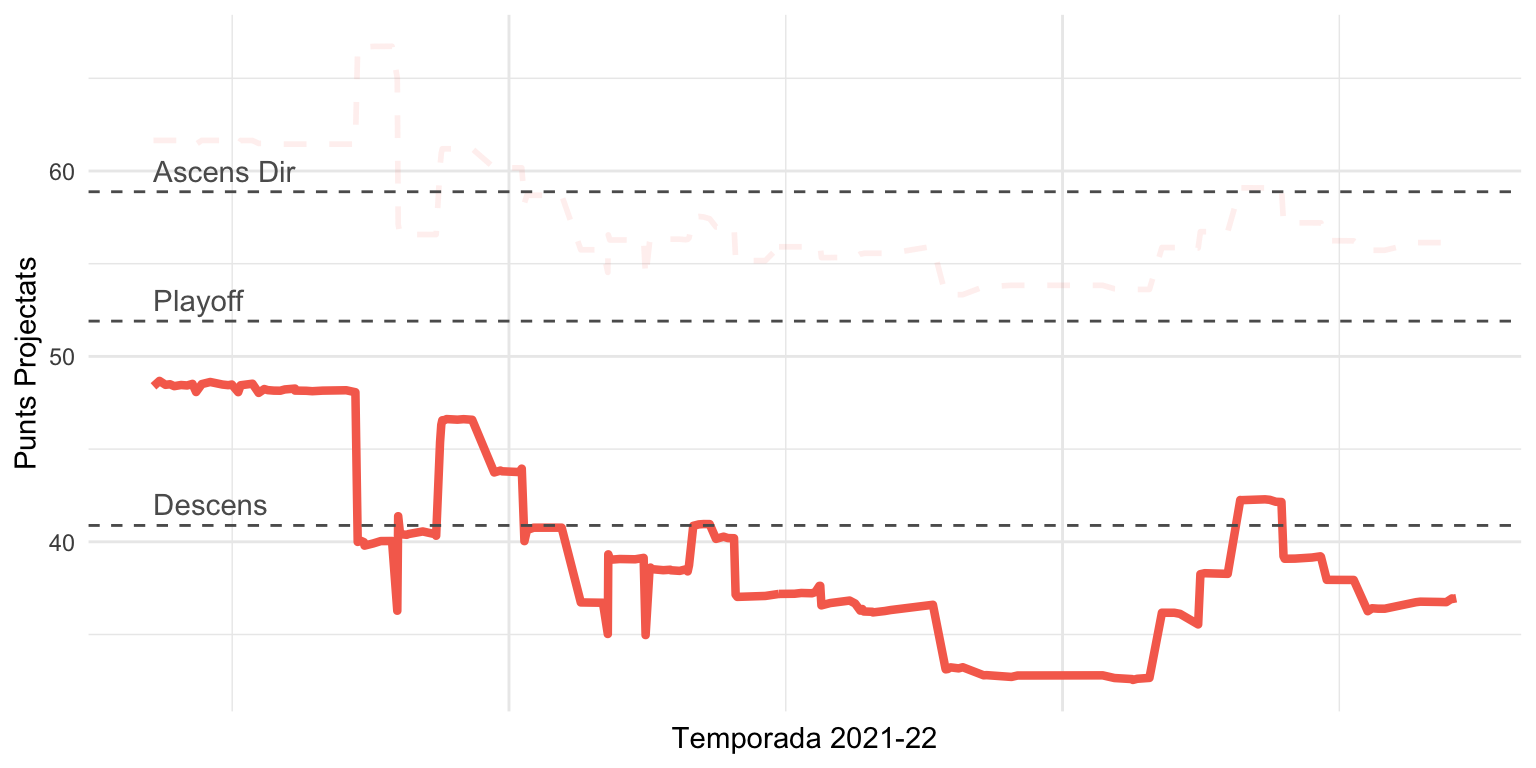 60
Ascens Dir
Playoff
50
Descens
40
Punts Projectats
Temporada 2021-22